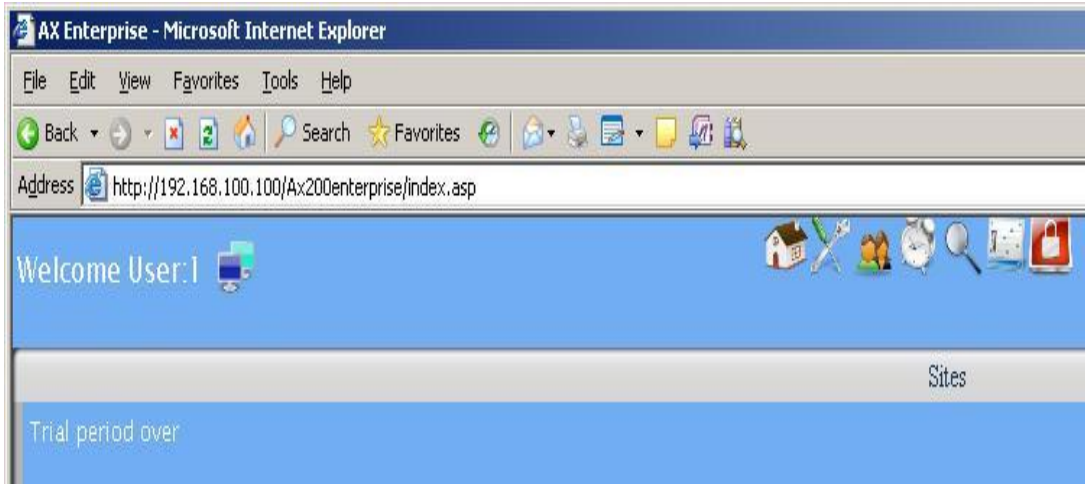 AX Enterprise - Microsoft Internet Explorer
File Edit View Favorites Tools Help
Back Search Favorites
Address http://192.168.100.100/Ax200enterprise/index.asp
Welcome User:1
Sites
Trial period over